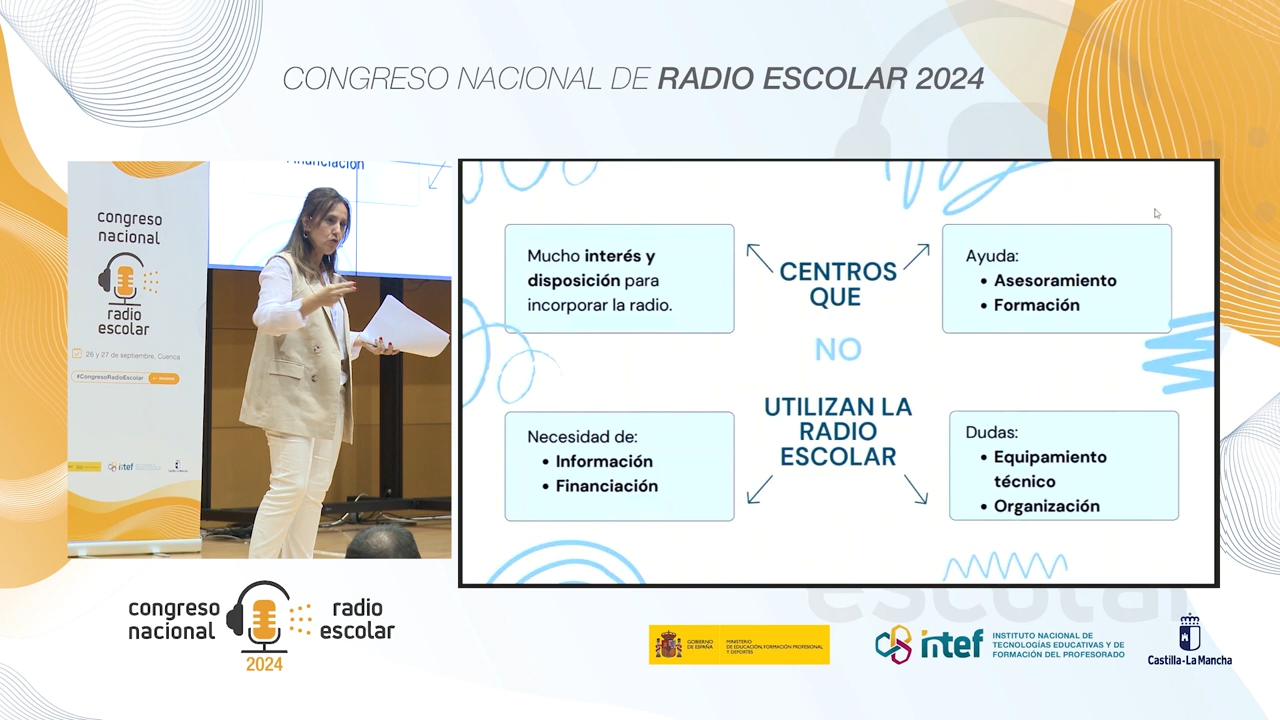 CONGRESO NACIONAL DE RADIO ESCOLAR 2024
Financiación
congreso
nacional
radio
escolar
26 y 27 de septiembre, Cuenca
#CongresoRadioEscolar
intef
Mucho interés y
disposición para
incorporar la radio.
CENTROS
QUE
NO
UTILIZAN LA
RADIO
ESCOLAR
Ayuda:
• Asesoramiento
• Formación
Necesidad de:
• Información
• Financiación
Dudas:
• Equipamiento
técnico
• Organización
escolar
congreso
nacional
radio
escolar
2024
GOBIERNO
DE ESPAÑA
MINISTERIO
DE EDUCACIÓN, FORMACIÓN PROFESIONAL
Y DEPORTES
intef
INSTITUTO NACIONAL DE
TECNOLOGÍAS EDUCATIVAS Y DE
FORMACIÓN DEL PROFESORADO
Castilla-La Mancha